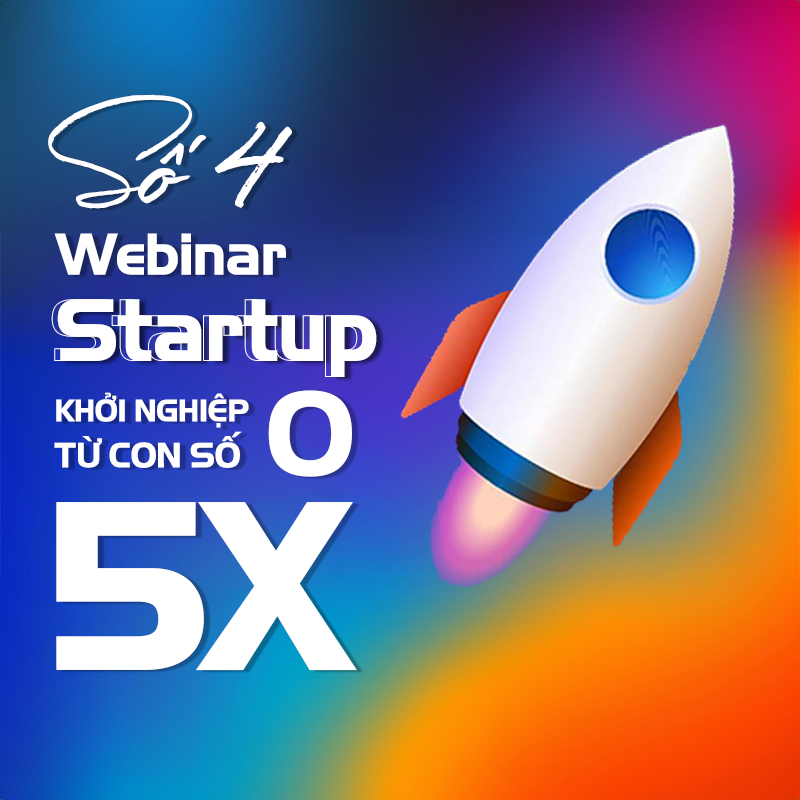 Số 4
Webinar
Startup
KHỞI NGHIỆP
TỪ CON SỐ 0
5X